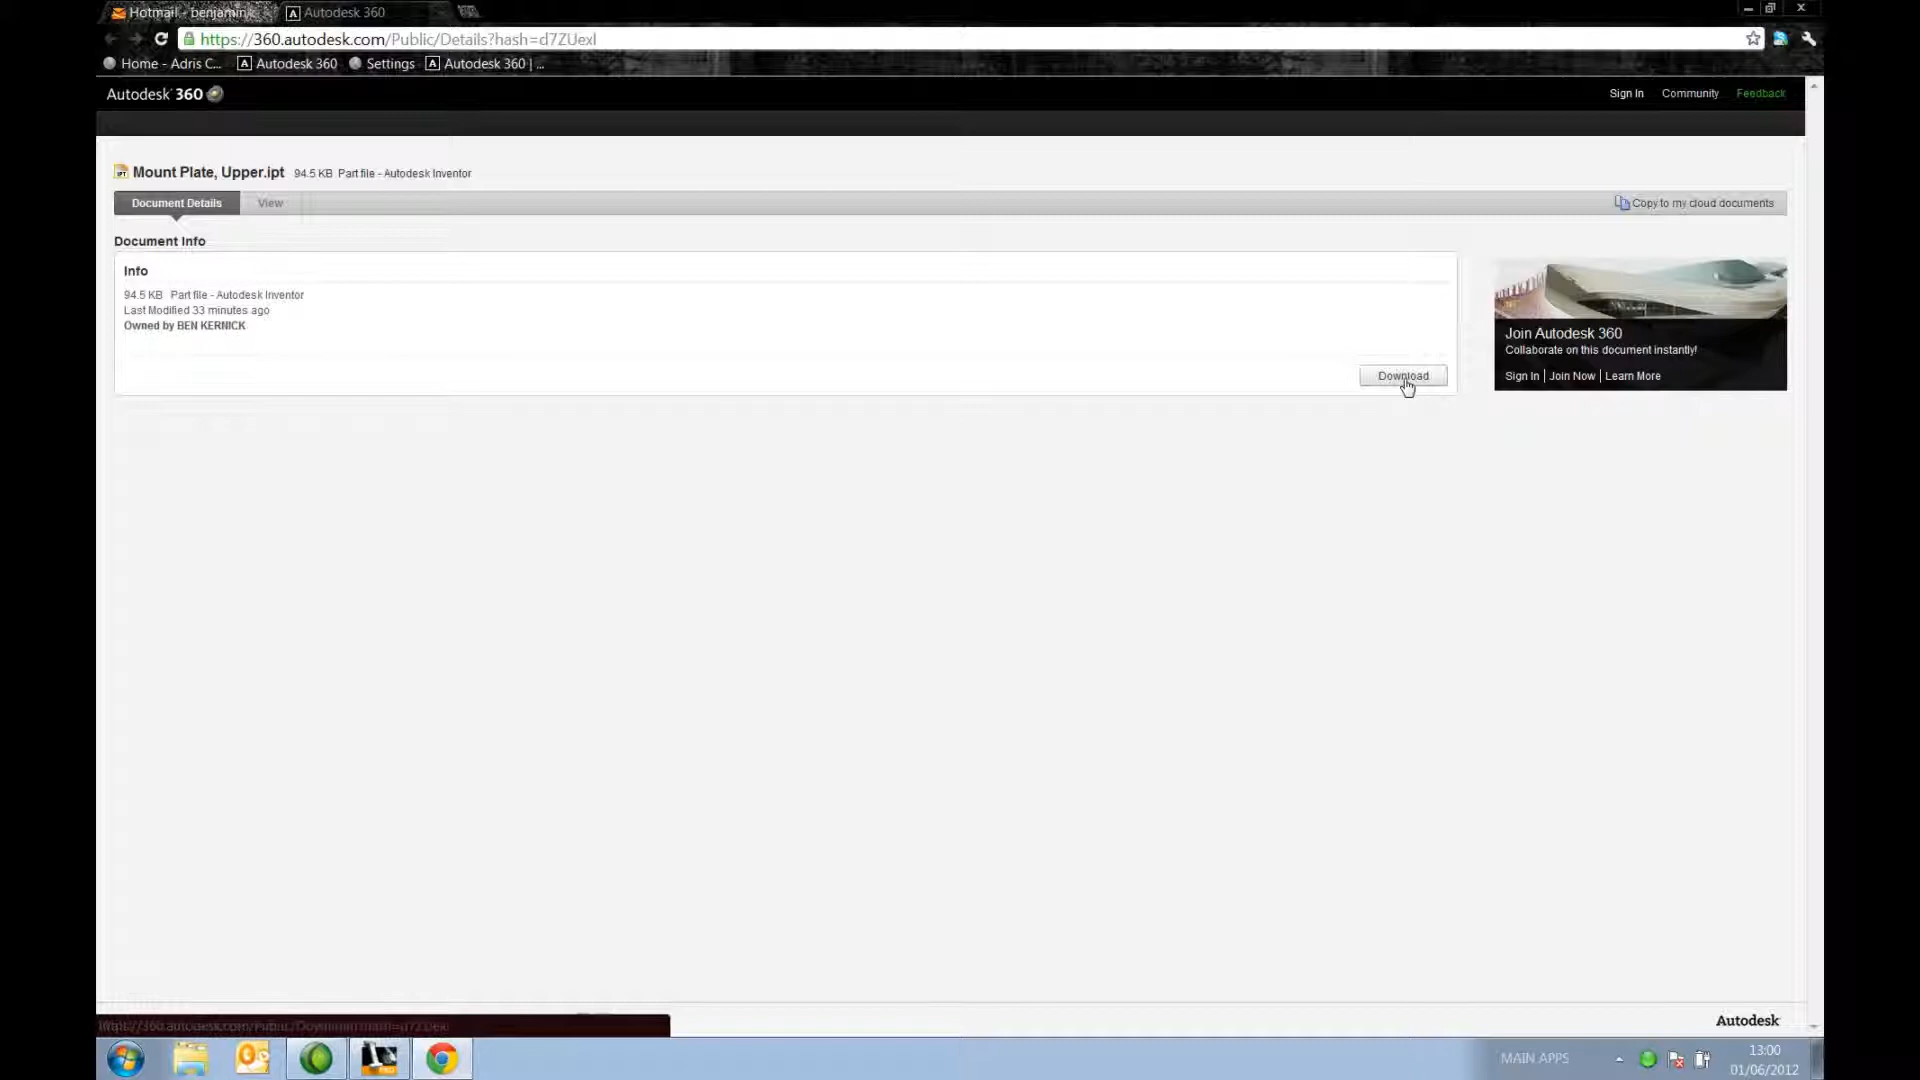 Hotmail - benjamin
Autodesk 360
https://360.autodesk.com/Public/Details?hash=d7ZUexl
Home - Adris C...
Autodesk 360
Settings
Autodesk 360 | ...
Autodesk 360
Sign In
Community
Feedback
Mount Plate, Upper.ipt 94.5 KB Part file - Autodesk Inventor
Document Details
View
Copy to my cloud documents
Document Info
Info
94.5 KB Part file - Autodesk Inventor
Last Modified 33 minutes ago
Owned by BEN KERNICK
Download
Join Autodesk 360
Collaborate on this document instantly!
Sign In | Join Now | Learn More
Autodesk
MAIN APPS
13:00
01/06/2012